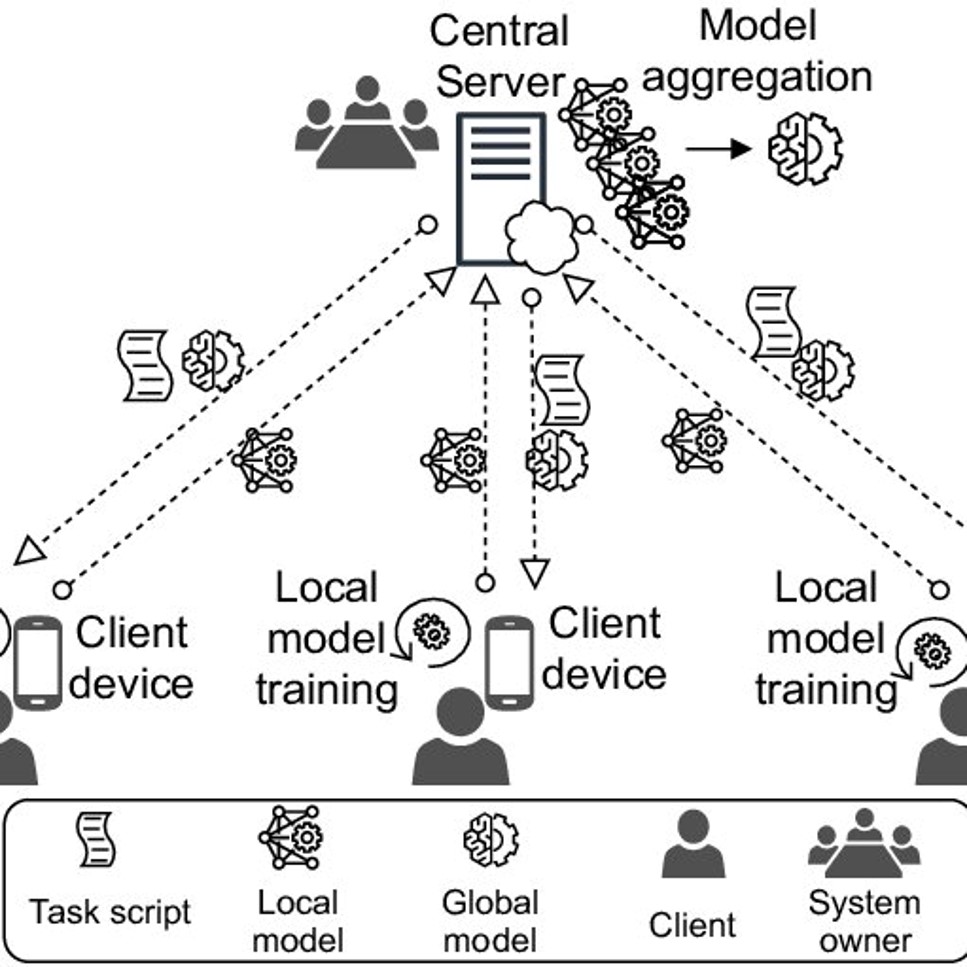 Central
Server
Model
aggregation
Client
device
Local
model
training
Client
device
Local
model
training
Task script
Local
model
Global
model
Client
System
owner